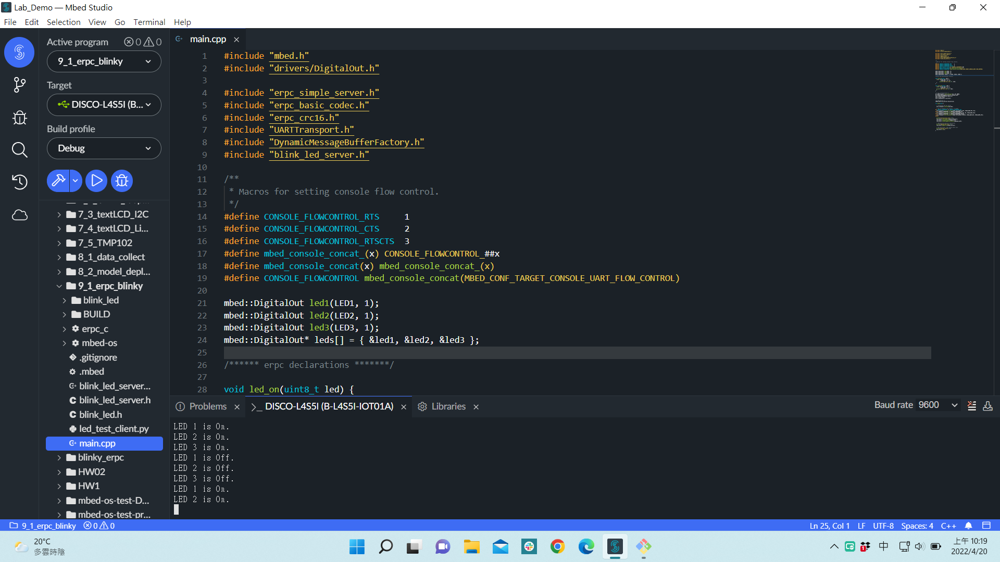 Lab_Demo — Mbed Studio
File Edit Selection View Go Terminal Help
Active program 0 0
9_1_erpc_blinky
Target
DISCO-L4S5I (B...
Build profile
Debug
7_3_textLCD_I2C
7_4_textLCD_Li...
7_5_TMP102
8_1_data_collect
8_2_model_depl...
9_1_erpc_blinky
blink_led
BUILD
erpc_c
mbed-os
.gitignore
.mbed
blink_led_server...
blink_led_server.h
blink_led.h
led_test_client.py
main.cpp
blinky_erpc
HW02
HW1
mbed-os-test-D...
mbed-os-test-pr...
main.cpp
1 #include "mbed.h"
2 #include "drivers/DigitalOut.h"
3
4 #include "erpc_simple_server.h"
5 #include "erpc_basic_codec.h"
6 #include "erpc_crc16.h"
7 #include "UARTTransport.h"
8 #include "DynamicMessageBufferFactory.h"
9 #include "blink_led_server.h"
10
11 /**
12 * Macros for setting console flow control.
13 */
14 #define CONSOLE_FLOWCONTROL_RTS     1
15 #define CONSOLE_FLOWCONTROL_CTS     2
16 #define CONSOLE_FLOWCONTROL_RTSCTS  3
17 #define mbed_console_concat_(x) CONSOLE_FLOWCONTROL_##x
18 #define mbed_console_concat(x) mbed_console_concat_(x)
19 #define CONSOLE_FLOWCONTROL mbed_console_concat(MBED_CONF_TARGET_CONSOLE_UART_FLOW_CONTROL)
20
21 mbed::DigitalOut led1(LED1, 1);
22 mbed::DigitalOut led2(LED2, 1);
23 mbed::DigitalOut led3(LED3, 1);
24 mbed::DigitalOut* leds[] = { &led1, &led2, &led3 };
25
26 /****** erpc declarations *******/
27
28 void led_on(uint8_t led) {
Problems DISCO-L4S5I (B-L4S5I-IOT01A) Libraries Baud rate 9600
LED 1 is On.
LED 2 is On.
LED 3 is On.
LED 1 is Off.
LED 2 is Off.
LED 3 is Off.
LED 1 is On.
LED 2 is On.
9_1_erpc_blinky 0 0 Ln 25, Col 1 LF UTF-8 Spaces: 4 C++
20°C
多雲時陰
1
中
上午 10:19
2022/4/20